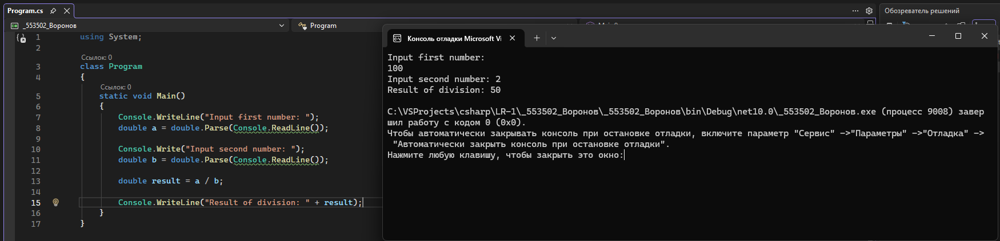 Program.cs
Обозреватель решений
_553502_Воронов
Program
1 using System;
2
Ссылок: 0
3 class Program
4 {
Ссылок: 0
5 static void Main()
6 {
7 Console.WriteLine("Input first number: ");
8 double a = double.Parse(Console.ReadLine());
9
10 Console.Write("Input second number: ");
11 double b = double.Parse(Console.ReadLine());
12
13 double result = a / b;
14
15 Console.WriteLine("Result of division: " + result);
16 }
17 }
Консоль отладки Microsoft Vi
Input first number:
100
Input second number: 2
Result of division: 50
C:\VSProjects\csharp\LR-1\_553502_Воронов\_553502_Воронов\bin\Debug\net10.0\_553502_Воронов.exe (процесс 9008) завер
шил работу с кодом 0 (0x0).
Чтобы автоматически закрывать консоль при остановке отладки, включите параметр "Сервис" ->"Параметры" ->"Отладка" ->
"Автоматически закрыть консоль при остановке отладки".
Нажмите любую клавишу, чтобы закрыть это окно: